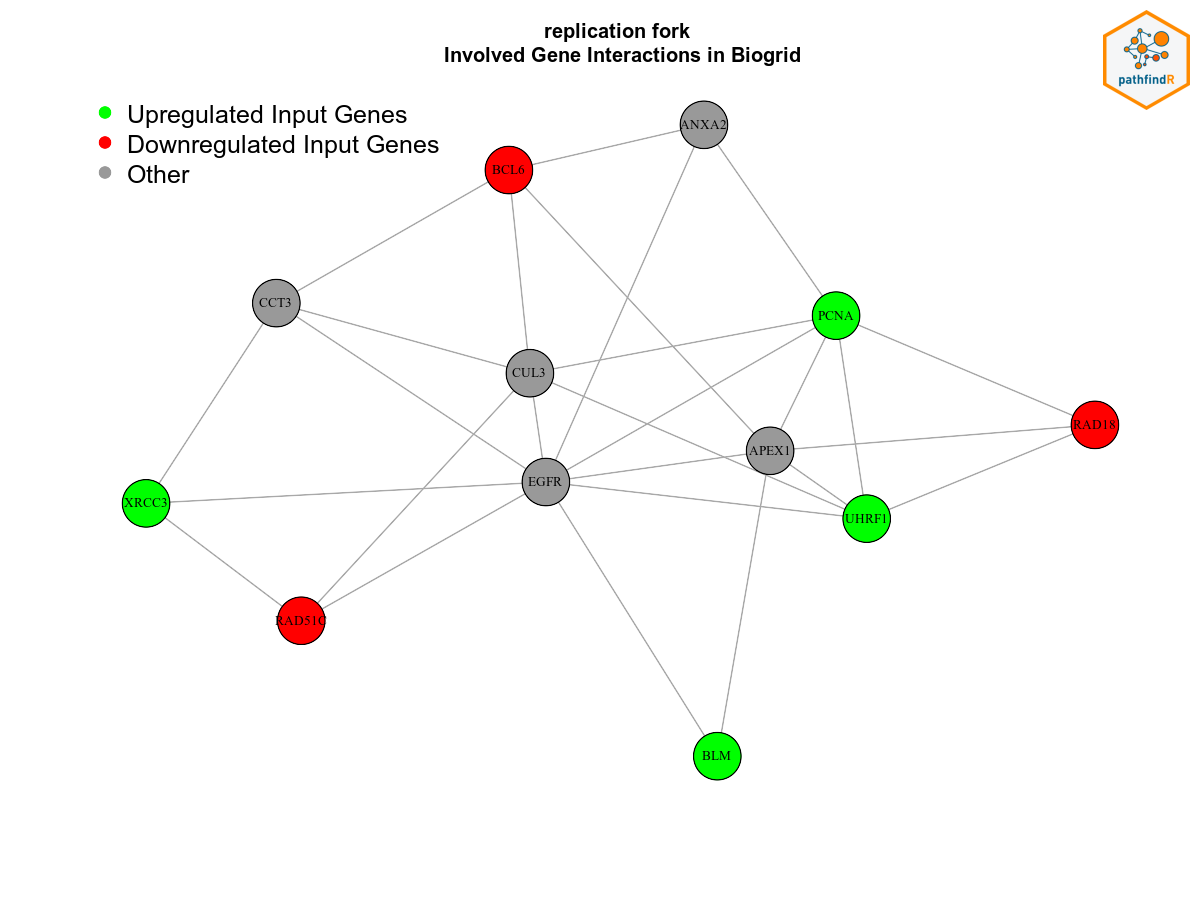 replication fork
Involved Gene Interactions in Biogrid
pathfindR
Upregulated Input Genes
Downregulated Input Genes
Other
ANXA2
BCL6
CCT3
PCNA
CUL3
RAD18
APEX1
EGFR
XRCC3
UHRF1
RAD51C
BLM